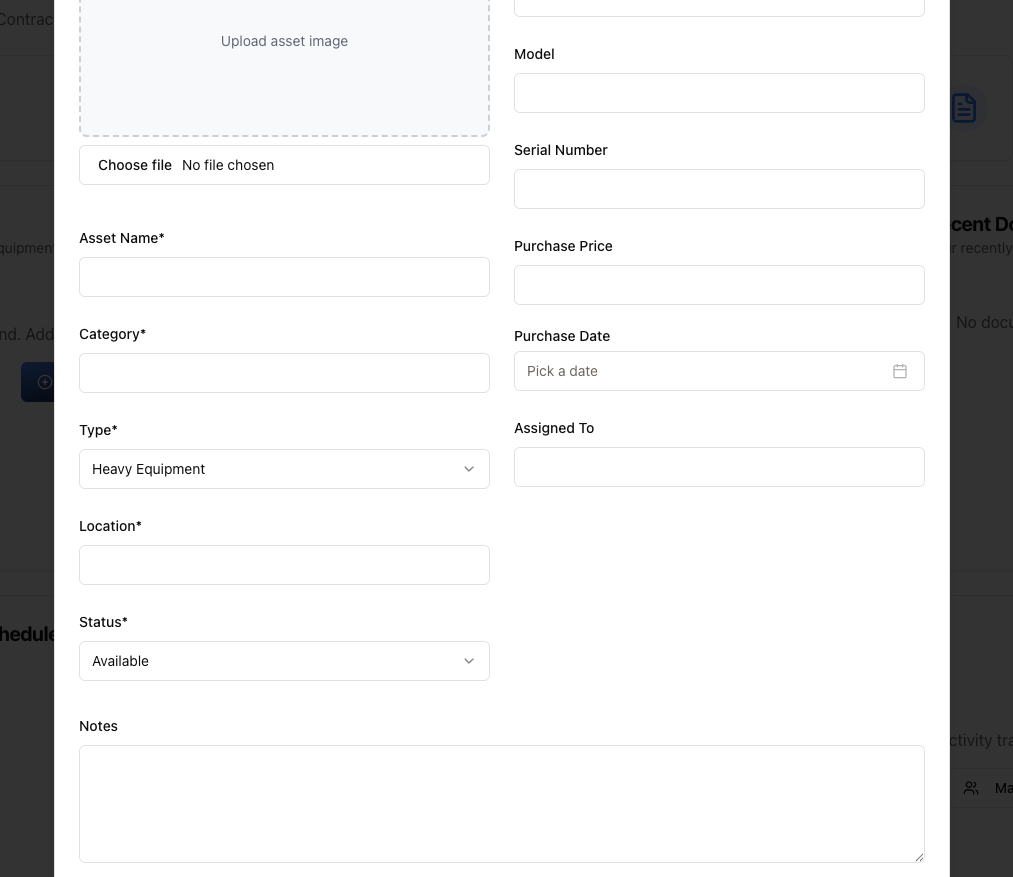 Contrac
Upload asset image
Choose file No file chosen
Asset Name*
Category*
Type*
Heavy Equipment
Location*
Status*
Available
Model
Serial Number
Purchase Price
Purchase Date
Pick a date
Assigned To
Notes
quipment
nd. Add
hedule
cent Do
r recently
No docu
ctivity tra
Ma